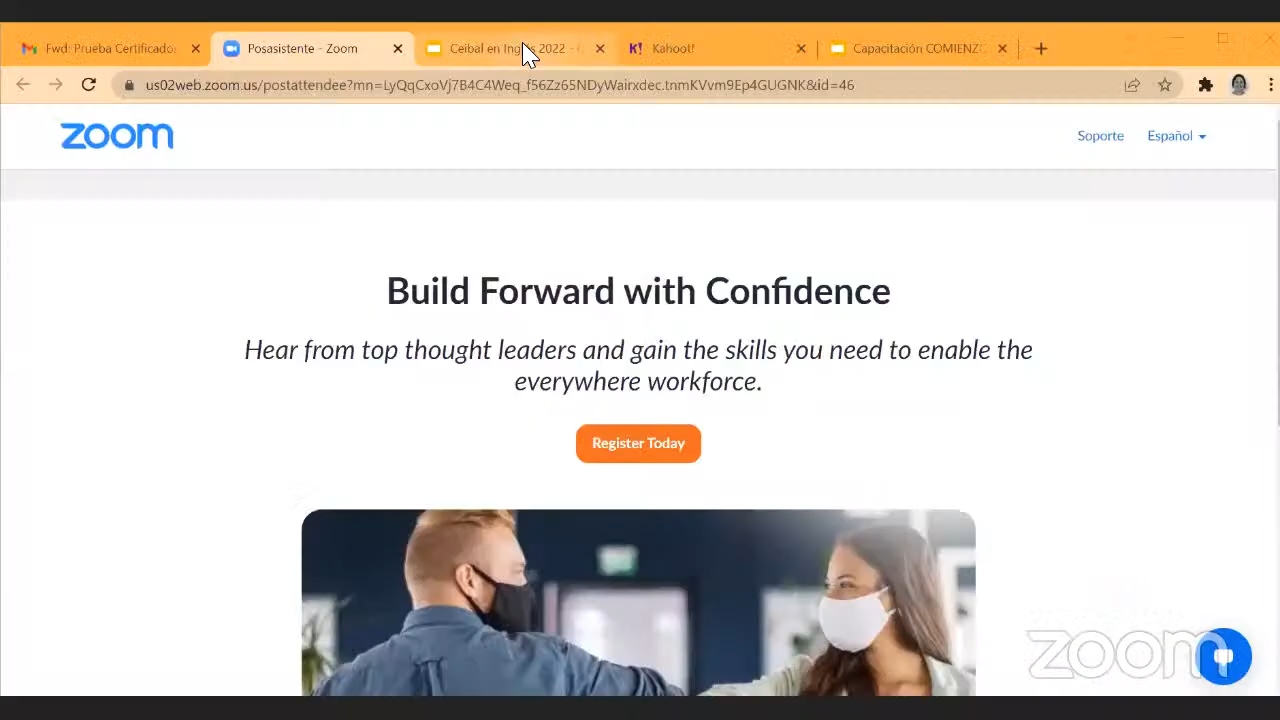 Fwd: Prueba Certificado
Posasistente - Zoom
Ceibal en Inglés 2022 -
Kahoot!
Capacitación COMIENZ
us02web.zoom.us/postattendee?mn=LyQqCxoVj7B4C4Weq_f56Zz65NDyWairxdec.tnmKVvm9Ep4GUGNK&id=46
zoom
Soporte
Español
Build Forward with Confidence
Hear from top thought leaders and gain the skills you need to enable the
everywhere workforce.
Register Today
zoom